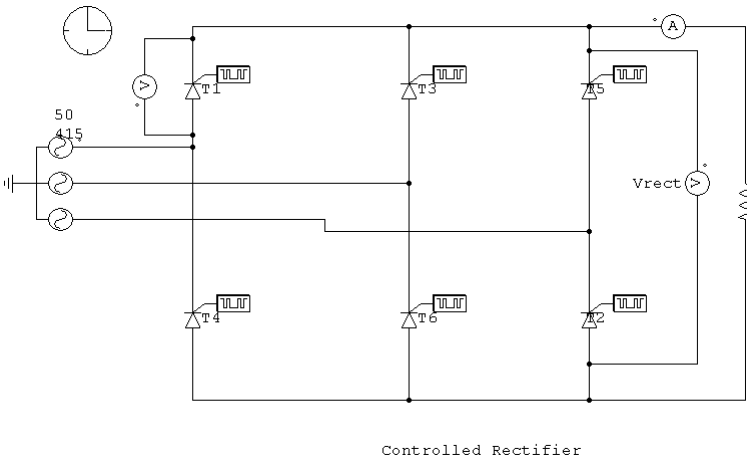 A
V
T1
T3
T5
50
415
Vrect
V
T4
T6
T2
Controlled Rectifier